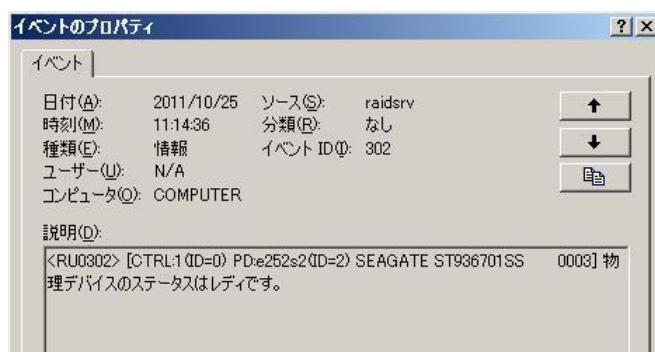 イベントのプロパティ
イベント
日付(A): 2011/10/25 ソース(S): raidsrv
時刻(M): 11:14:36 分類(R): なし
種類(E): 情報 イベント ID(I): 302
ユーザー(U): N/A
コンピュータ(O): COMPUTER
説明(D):
<RU0302> [CTRL:1(ID=0) PD:e252s2(ID=2) SEAGATE ST936701SS 0003] 物
理デバイスのステータスはレディです。